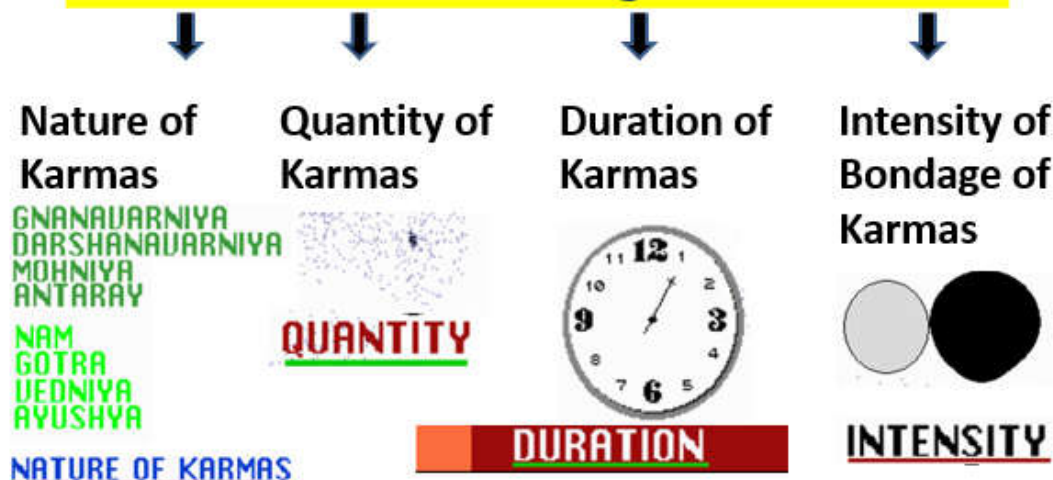 Nature of
Karmas
Quantity of
Karmas
Duration of
Karmas
Intensity of
Bondage of
Karmas
GNANAVARNIYA
DARSHANAVARNIYA
MOHNIYA
ANTARAY
NAM
GOTRA
VEDNIYA
AYUSHYA
NATURE OF KARMAS
QUANTITY
11 12 1
10 2
9 3
8 4
7 6 5
DURATION
INTENSITY